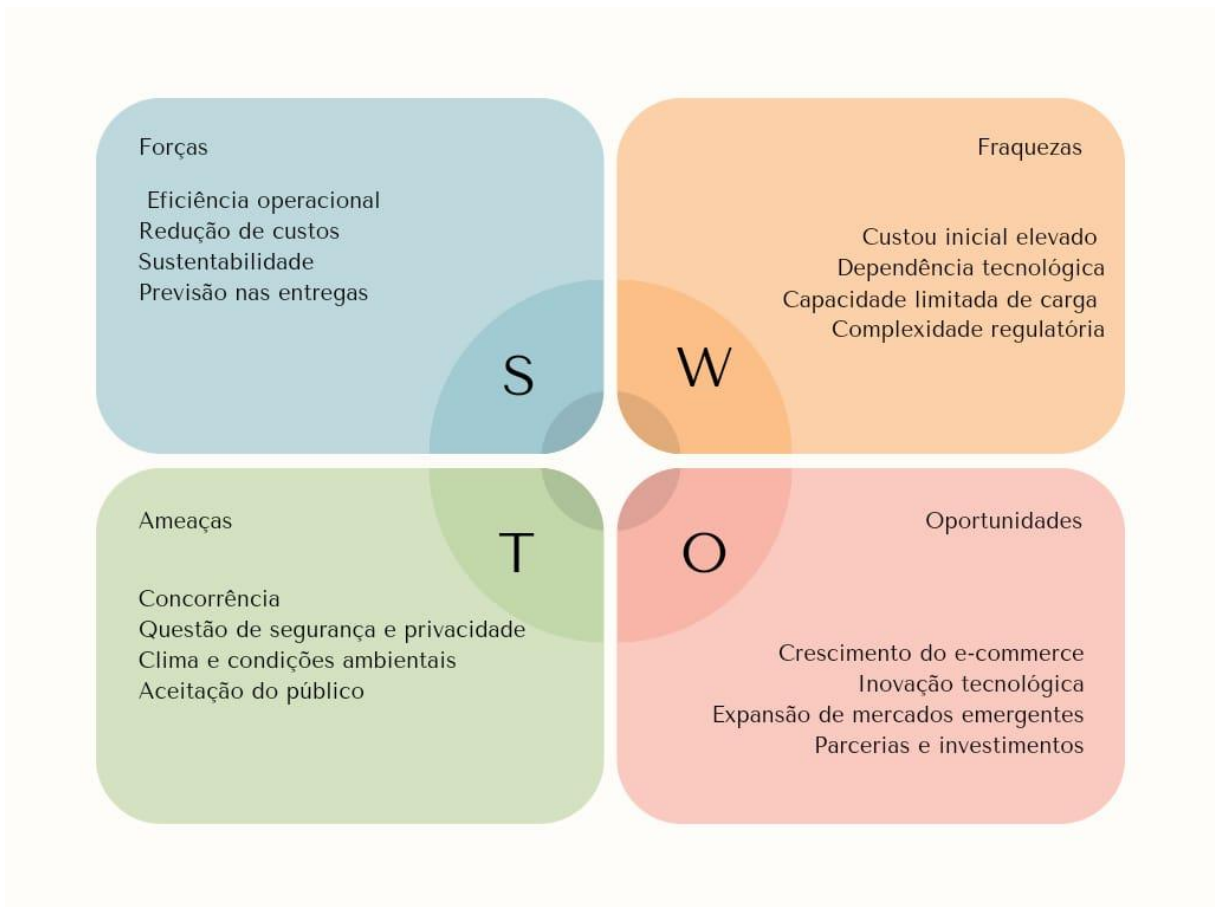 Forças
Eficiência operacional
Redução de custos
Sustentabilidade
Previsão nas entregas
S
Fraquezas
Custou inicial elevado
Dependência tecnológica
Capacidade limitada de carga
Complexidade regulatória
W
Ameaças
T
Concorrência
Questão de segurança e privacidade
Clima e condições ambientais
Aceitação do público
Oportunidades
O
Crescimento do e-commerce
Inovação tecnológica
Expansão de mercados emergentes
Parcerias e investimentos